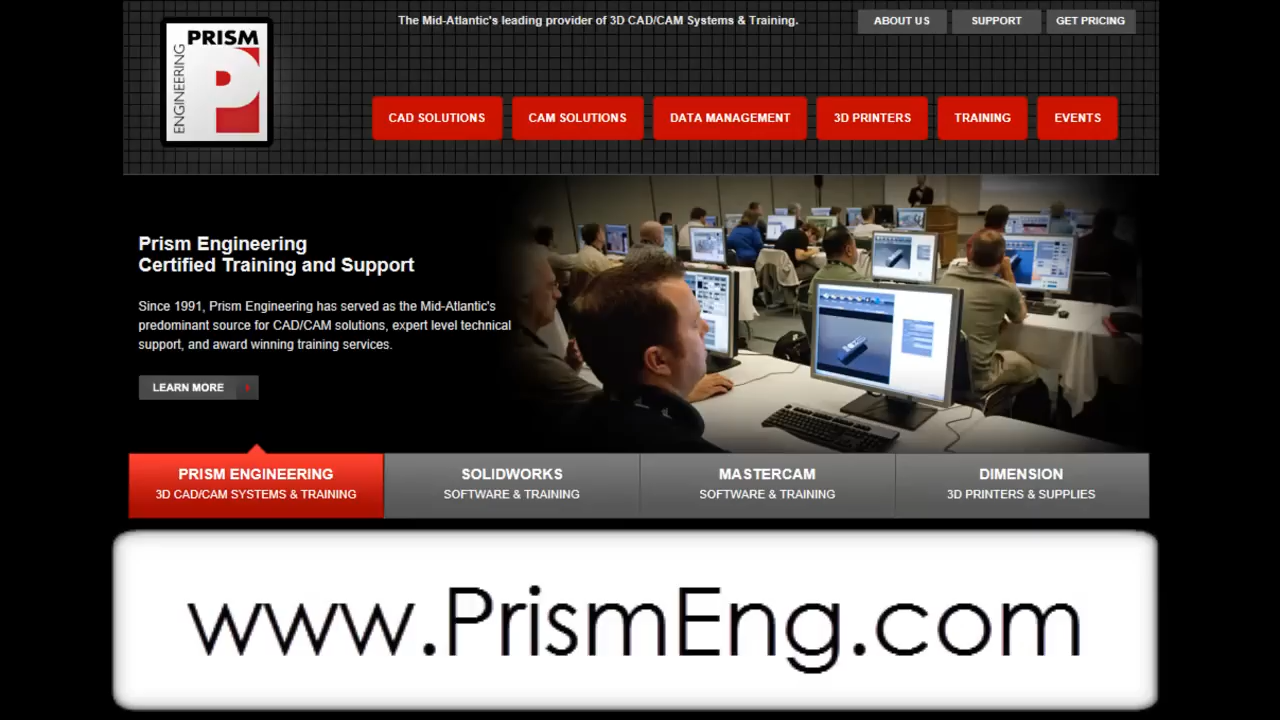 The Mid-Atlantic's leading provider of 3D CAD/CAM Systems & Training.
ABOUT US
SUPPORT
GET PRICING
PRISM
ENGINEERING
P
CAD SOLUTIONS
CAM SOLUTIONS
DATA MANAGEMENT
3D PRINTERS
TRAINING
EVENTS
Prism Engineering
Certified Training and Support
Since 1991, Prism Engineering has served as the Mid-Atlantic's
predominant source for CAD/CAM solutions, expert level technical
support, and award winning training services.
LEARN MORE
PRISM ENGINEERING
3D CAD/CAM SYSTEMS & TRAINING
SOLIDWORKS
SOFTWARE & TRAINING
MASTERCAM
SOFTWARE & TRAINING
DIMENSION
3D PRINTERS & SUPPLIES
www.PrismEng.com